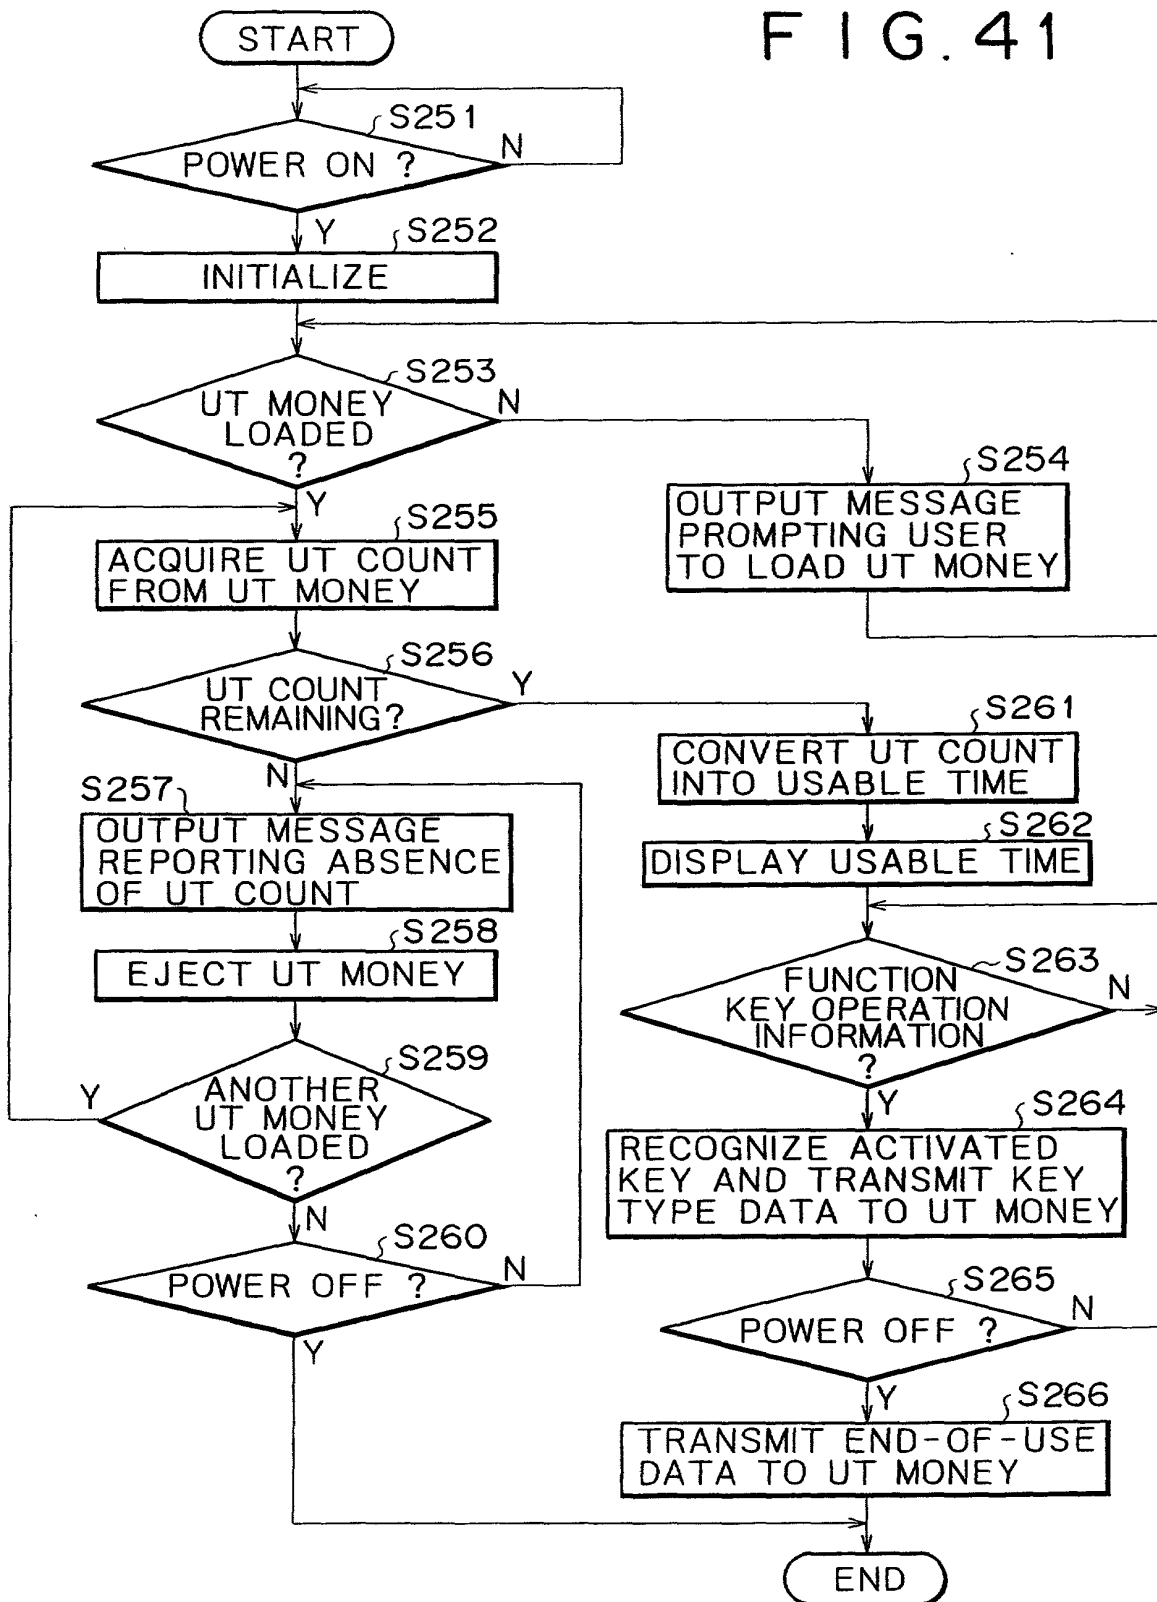 FIG. 41
START
S251
POWER ON ?
N
Y
S252
INITIALIZE
S253
UT MONEY
LOADED
?
N
Y
S254
OUTPUT MESSAGE
PROMPTING USER
TO LOAD UT MONEY
S255
ACQUIRE UT COUNT
FROM UT MONEY
S256
UT COUNT
REMAINING?
Y
N
S257
OUTPUT MESSAGE
REPORTING ABSENCE
OF UT COUNT
S258
EJECT UT MONEY
S259
ANOTHER
UT MONEY
LOADED
?
Y
N
S260
POWER OFF ?
N
Y
S261
CONVERT UT COUNT
INTO USABLE TIME
S262
DISPLAY USABLE TIME
S263
FUNCTION
KEY OPERATION
INFORMATION
?
N
Y
S264
RECOGNIZE ACTIVATED
KEY AND TRANSMIT KEY
TYPE DATA TO UT MONEY
S265
POWER OFF ?
N
Y
S266
TRANSMIT END-OF-USE
DATA TO UT MONEY
END